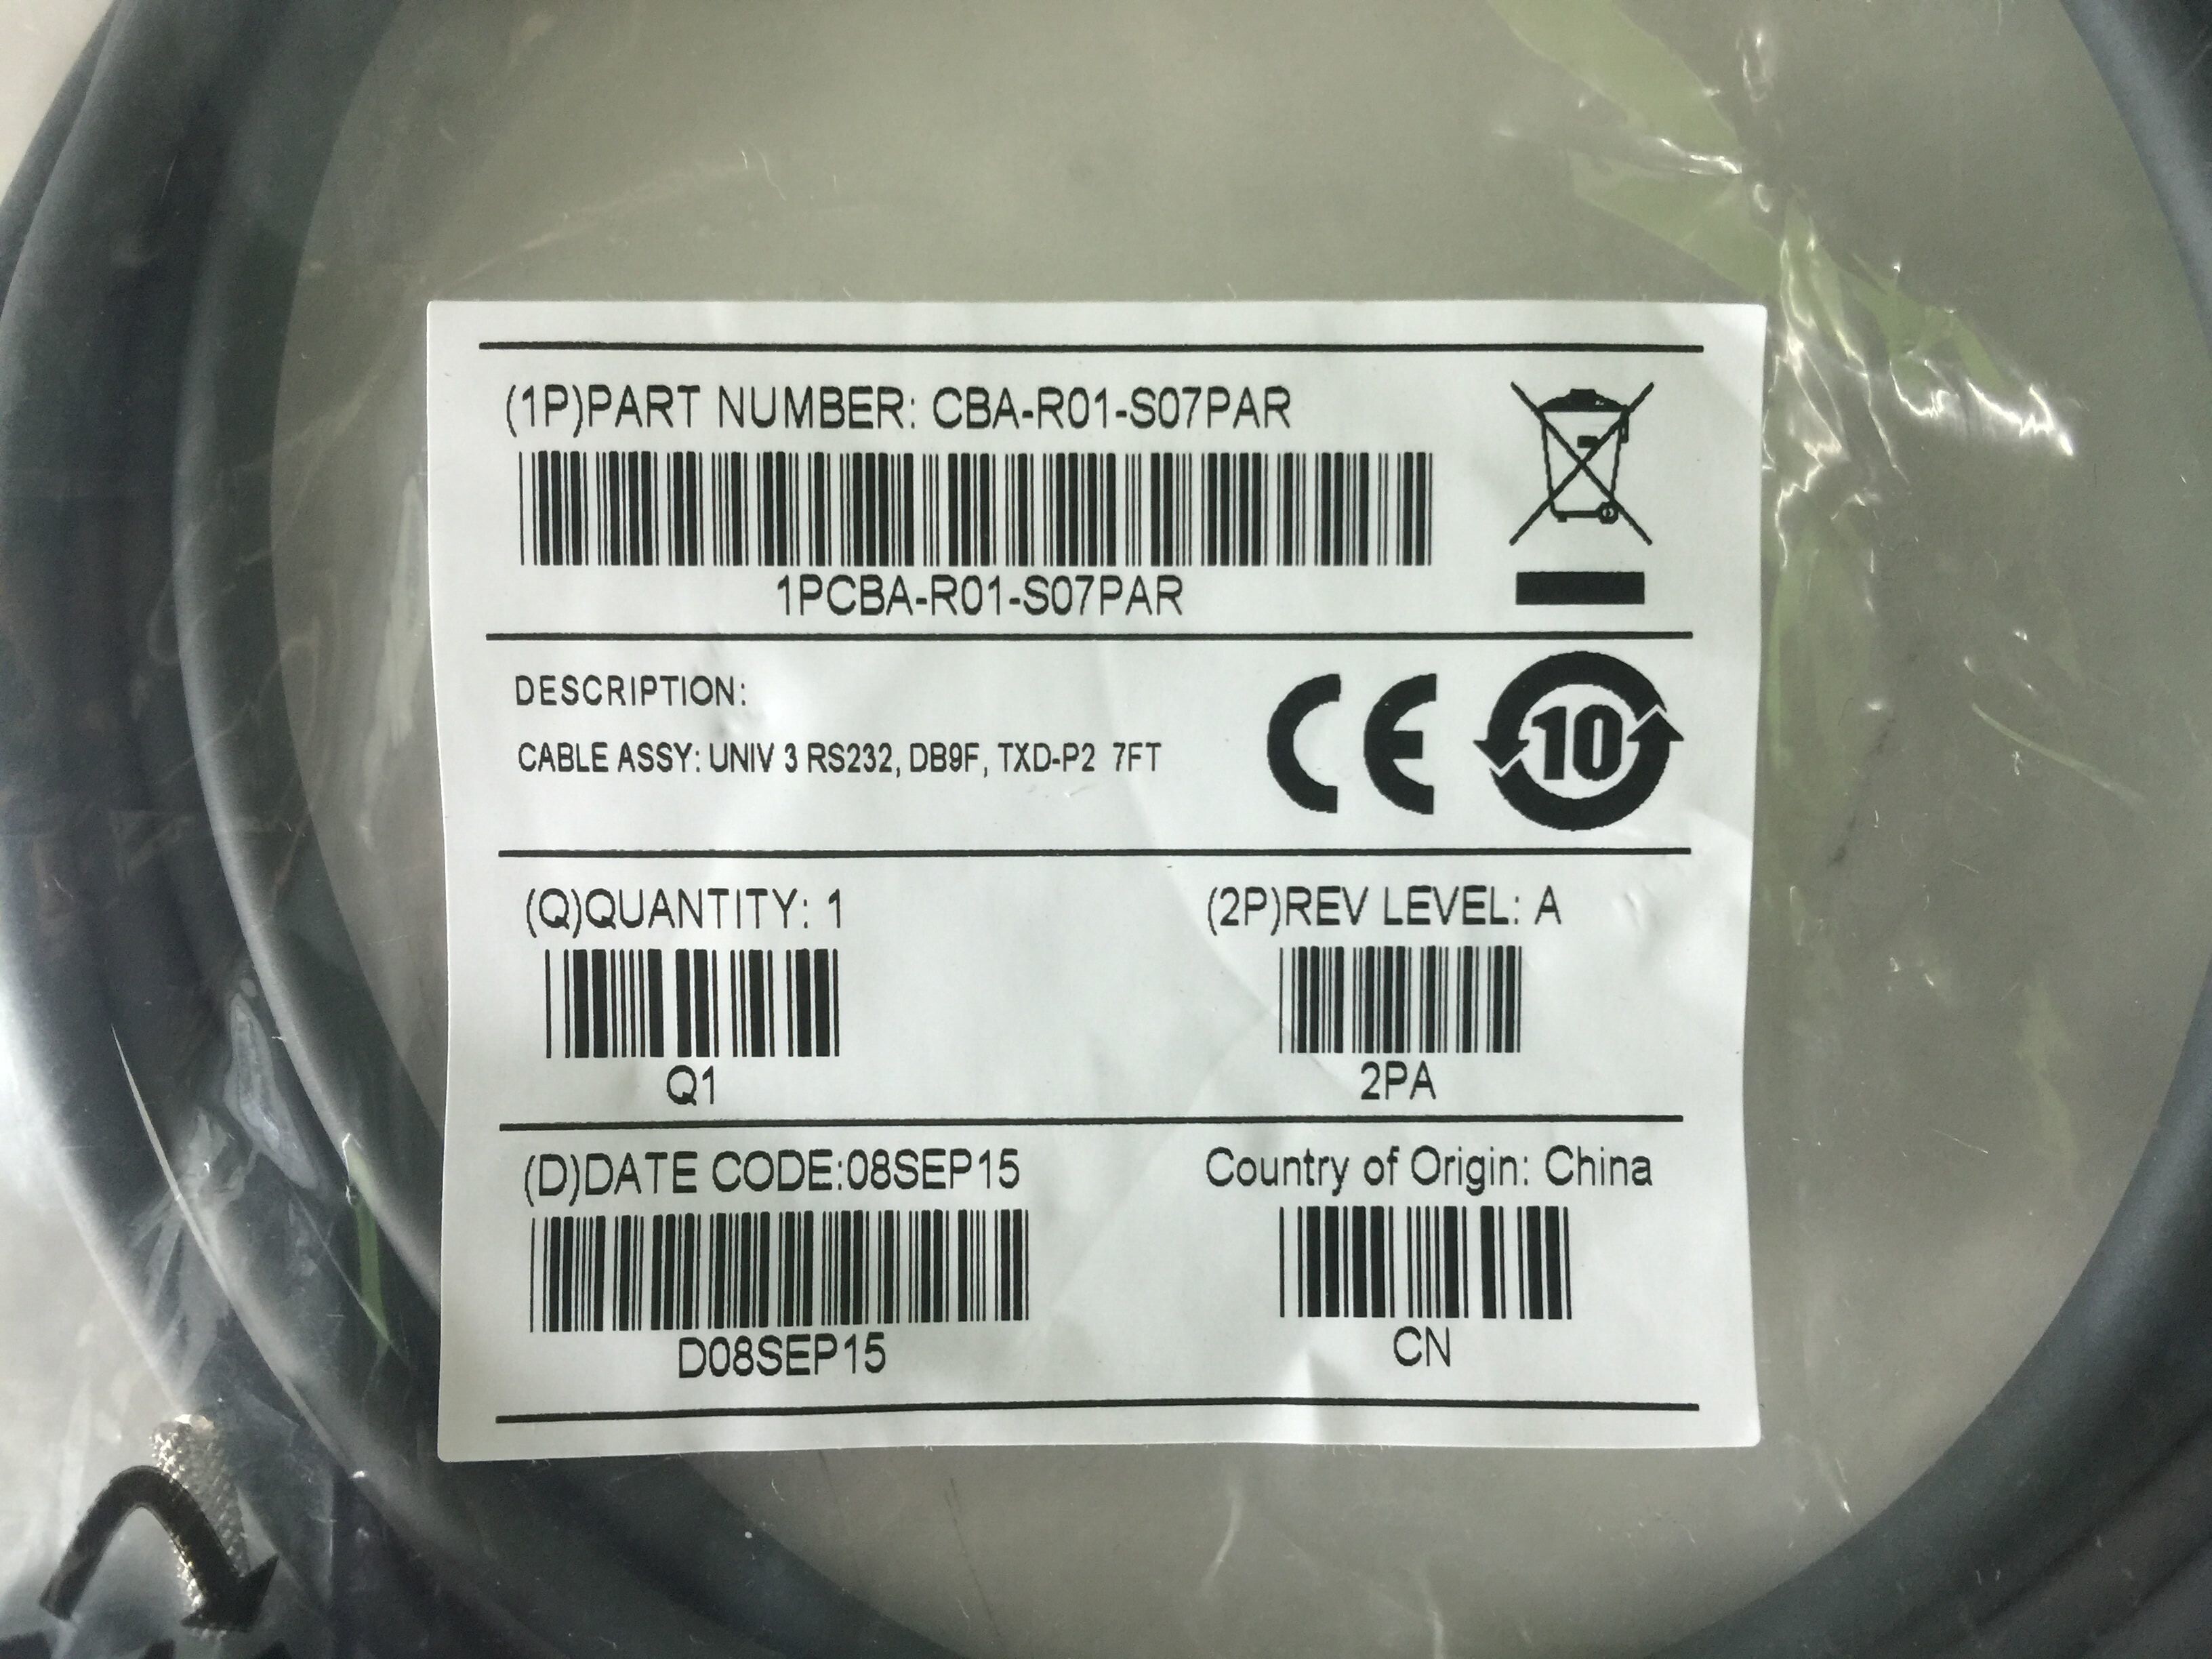 (1P)PART NUMBER: CBA-R01-S07PAR
1PCBA-R01-S07PAR
DESCRIPTION:
CABLE ASSY: UNIV 3 RS232, DB9F, TXD-P2 7FT
CE 10
(Q)QUANTITY: 1
Q1
(2P)REV LEVEL: A
2PA
(D)DATE CODE:08SEP15
D08SEP15
Country of Origin: China
CN